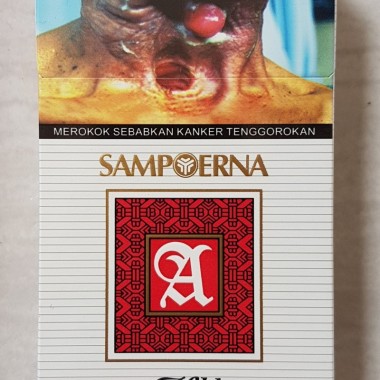 MEROKOK SEBABKAN KANKER TENGGOROKAN
SAMPOERNA
A